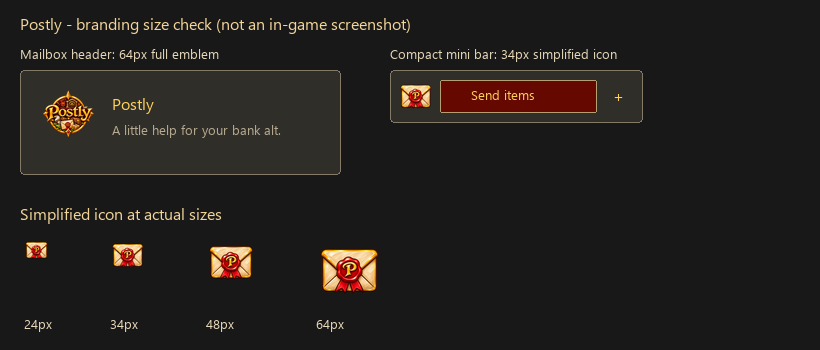 Postly - branding size check (not an in-game screenshot)
Mailbox header: 64px full emblem
Compact mini bar: 34px simplified icon
Postly
Postly
A little help for your bank alt.
Send items
+
Simplified icon at actual sizes
P
P
P
24px
34px
48px
64px